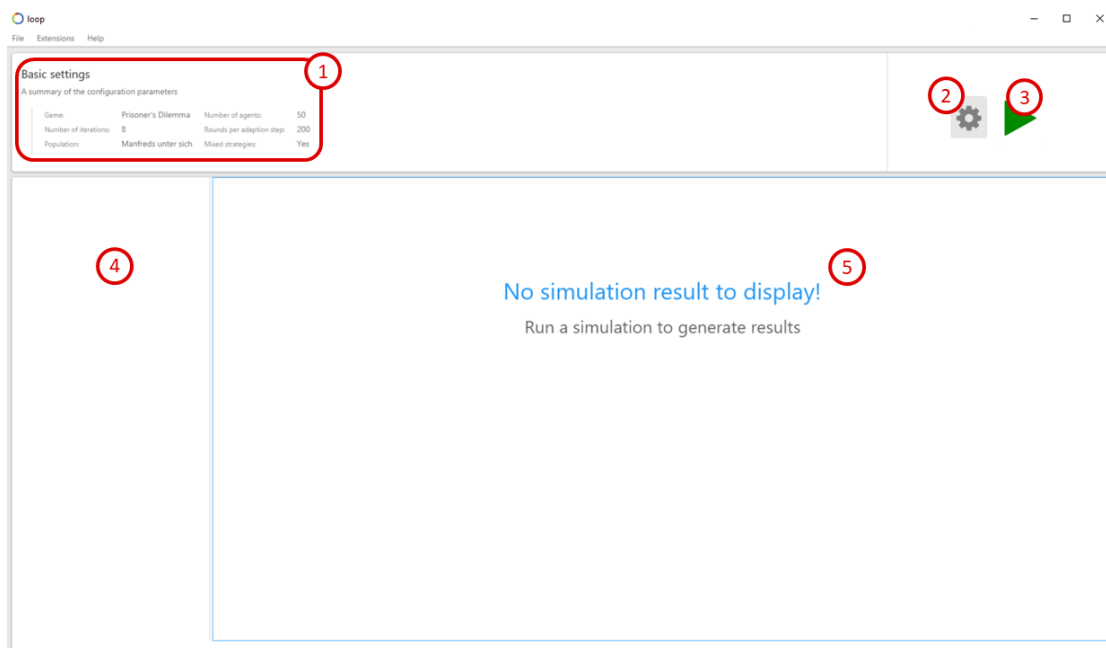 loop
File Extensions Help
Basic settings
1
A summary of the configuration parameters
Game: Prisoner's Dilemma Number of agents: 50
Number of iterations: 8 Rounds per adaption step: 200
Population: Manfreds unter sich Mixed strategies: Yes
2
3
4
5
No simulation result to display!
Run a simulation to generate results